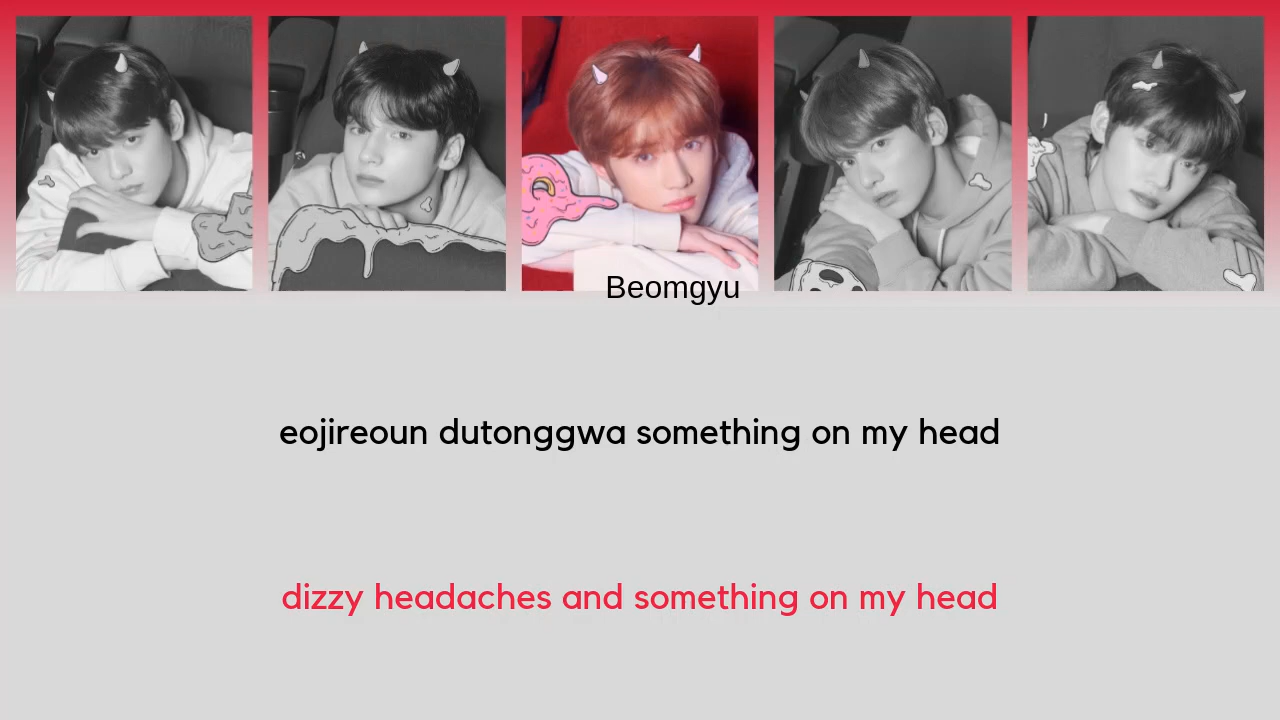 Beomgyu
eojireoun dutonggwa something on my head
dizzy headaches and something on my head